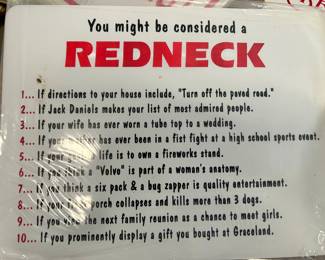 You might be considered a
REDNECK
1... If directions to your house include, "Turn off the paved road."
2... If Jack Daniels makes your list of most admired people.
3... If your wife has ever worn a tube top to a wedding.
4... If your mother has ever been in a fist fight at a high school sports event.
5... If your goal in life is to own a fireworks stand.
6... If you think a "Volvo" is part of a woman's anatomy.
7... If you think a six pack & a bug zapper is quality entertainment.
8... If your porch collapses and kills more than 3 dogs.
9... If you view the next family reunion as a chance to meet girls.
10... If you prominently display a gift you bought at Graceland.